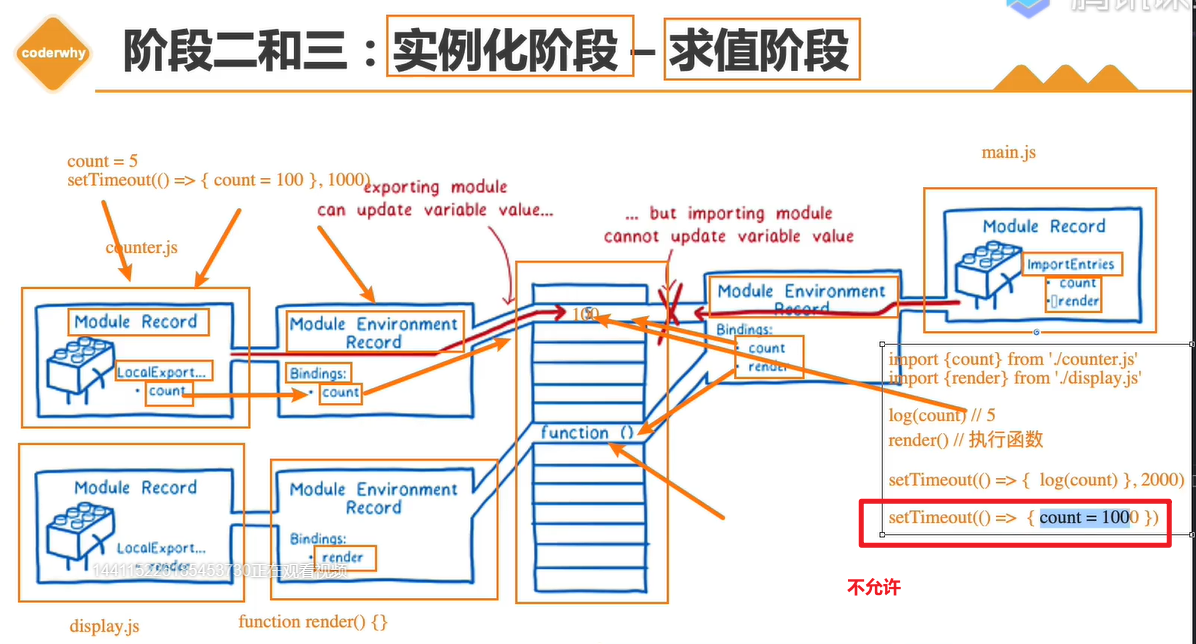 腾讯课
coderwhy
阶段二和三：实例化阶段 – 求值阶段
count = 5
setTimeout(() => { count = 100 }, 1000)
counter.js
exporting module
can update variable value...
... but importing module
cannot update variable value
main.js
Module Record
ImportEntries
• count
• render
Module Record
LocalExport...
• count
Module Environment
Record
Bindings:
• count
100
function ()
Module Environment
Record
Bindings:
• count
• render
import {count} from './counter.js'
import {render} from './display.js'
log(count) // 5
render() // 执行函数
setTimeout(() => { log(count) }, 2000)
setTimeout(() => { count = 1000 })
不允许
Module Record
LocalExport...
• render
Module Environment
Record
Bindings:
• render
正在观看视频
display.js
function render() {}